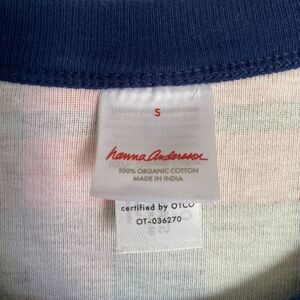 S
hanna andersson
100% ORGANIC COTTON
MADE IN INDIA
certified by OTCO
OT-036270